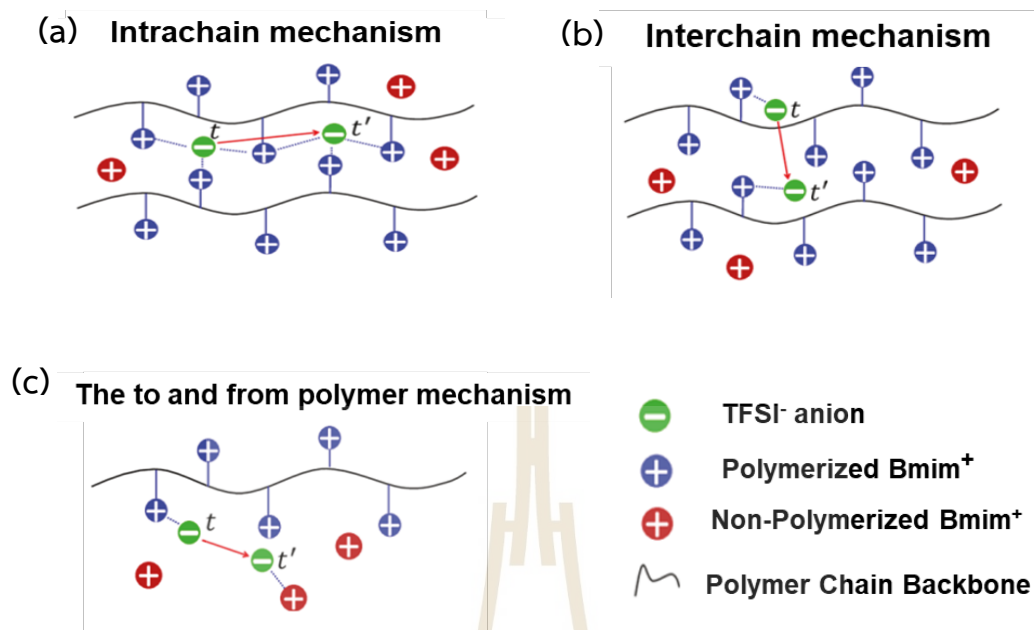 (a) Intrachain mechanism
t
t′
(b) Interchain mechanism
t
t′
(c) The to and from polymer mechanism
t
t′
TFSI⁻ anion
Polymerized Bmim⁺
Non-Polymerized Bmim⁺
Polymer Chain Backbone